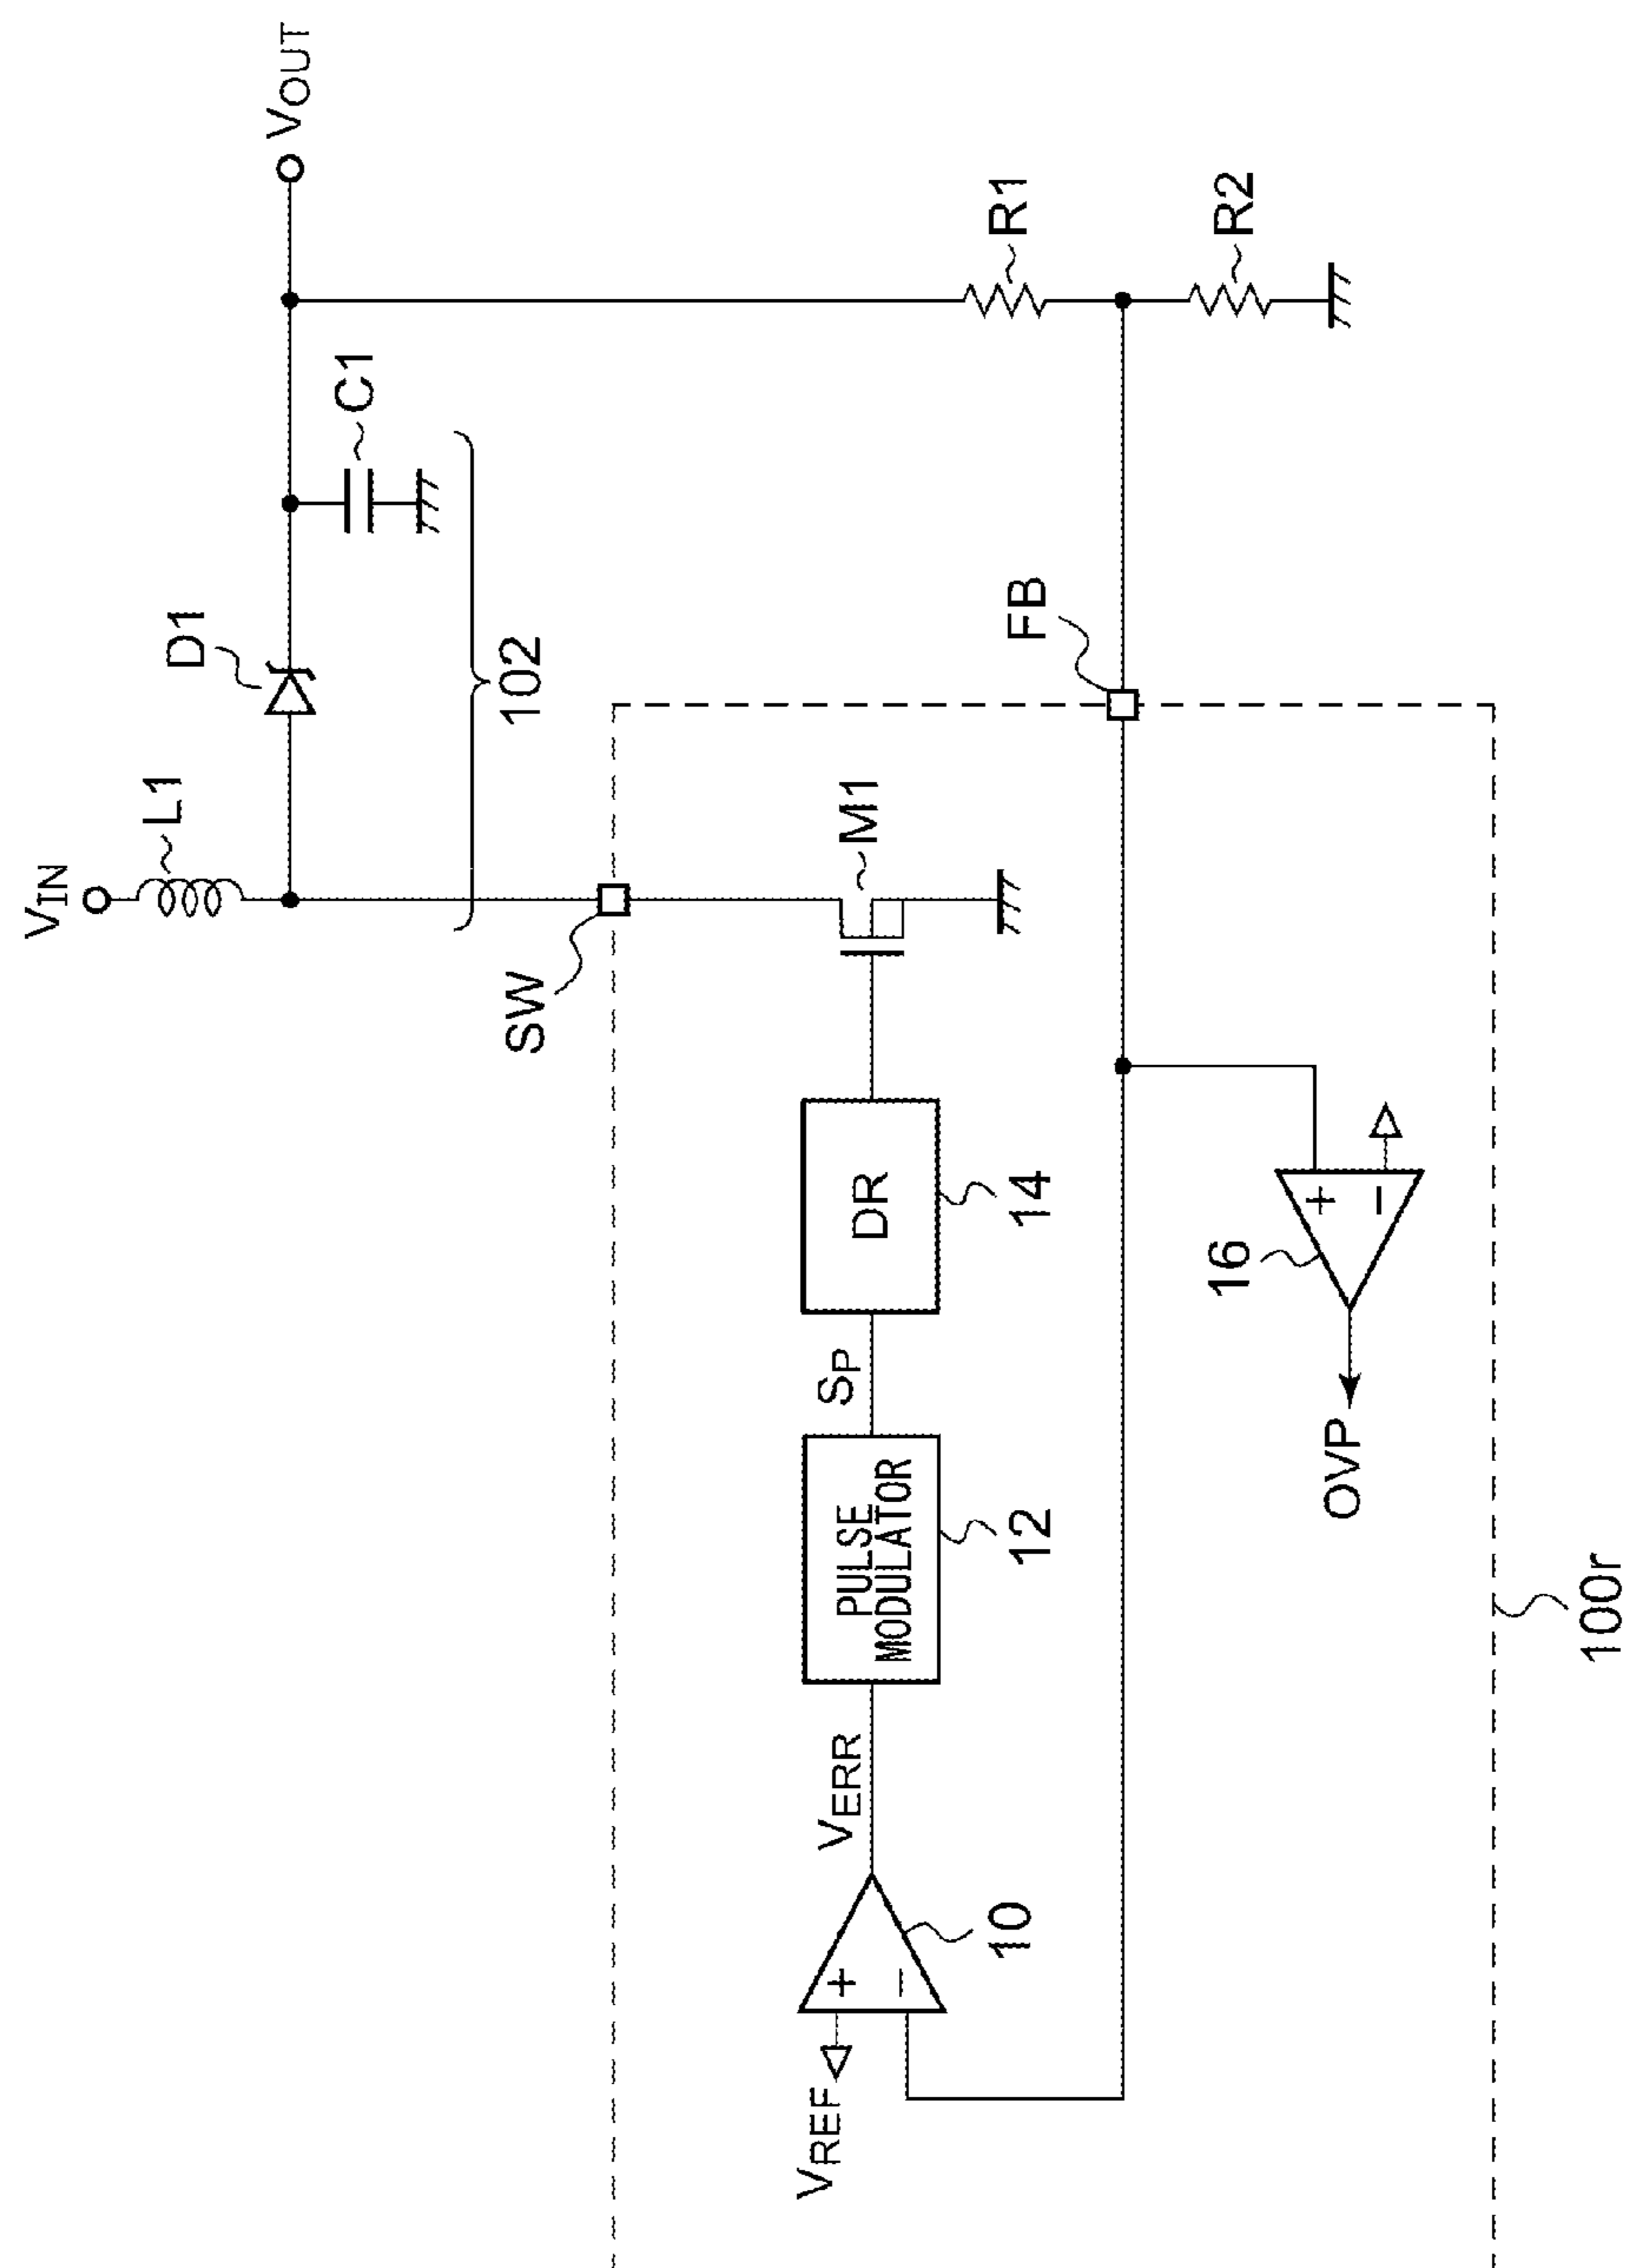 VIN
L1
D1
VOUT
C1
102
SW
FB
R1
R2
M1
VREF
+
−
10
VERR
PULSE
MODULATOR
12
SP
DR
14
16
+
−
OVP
100r